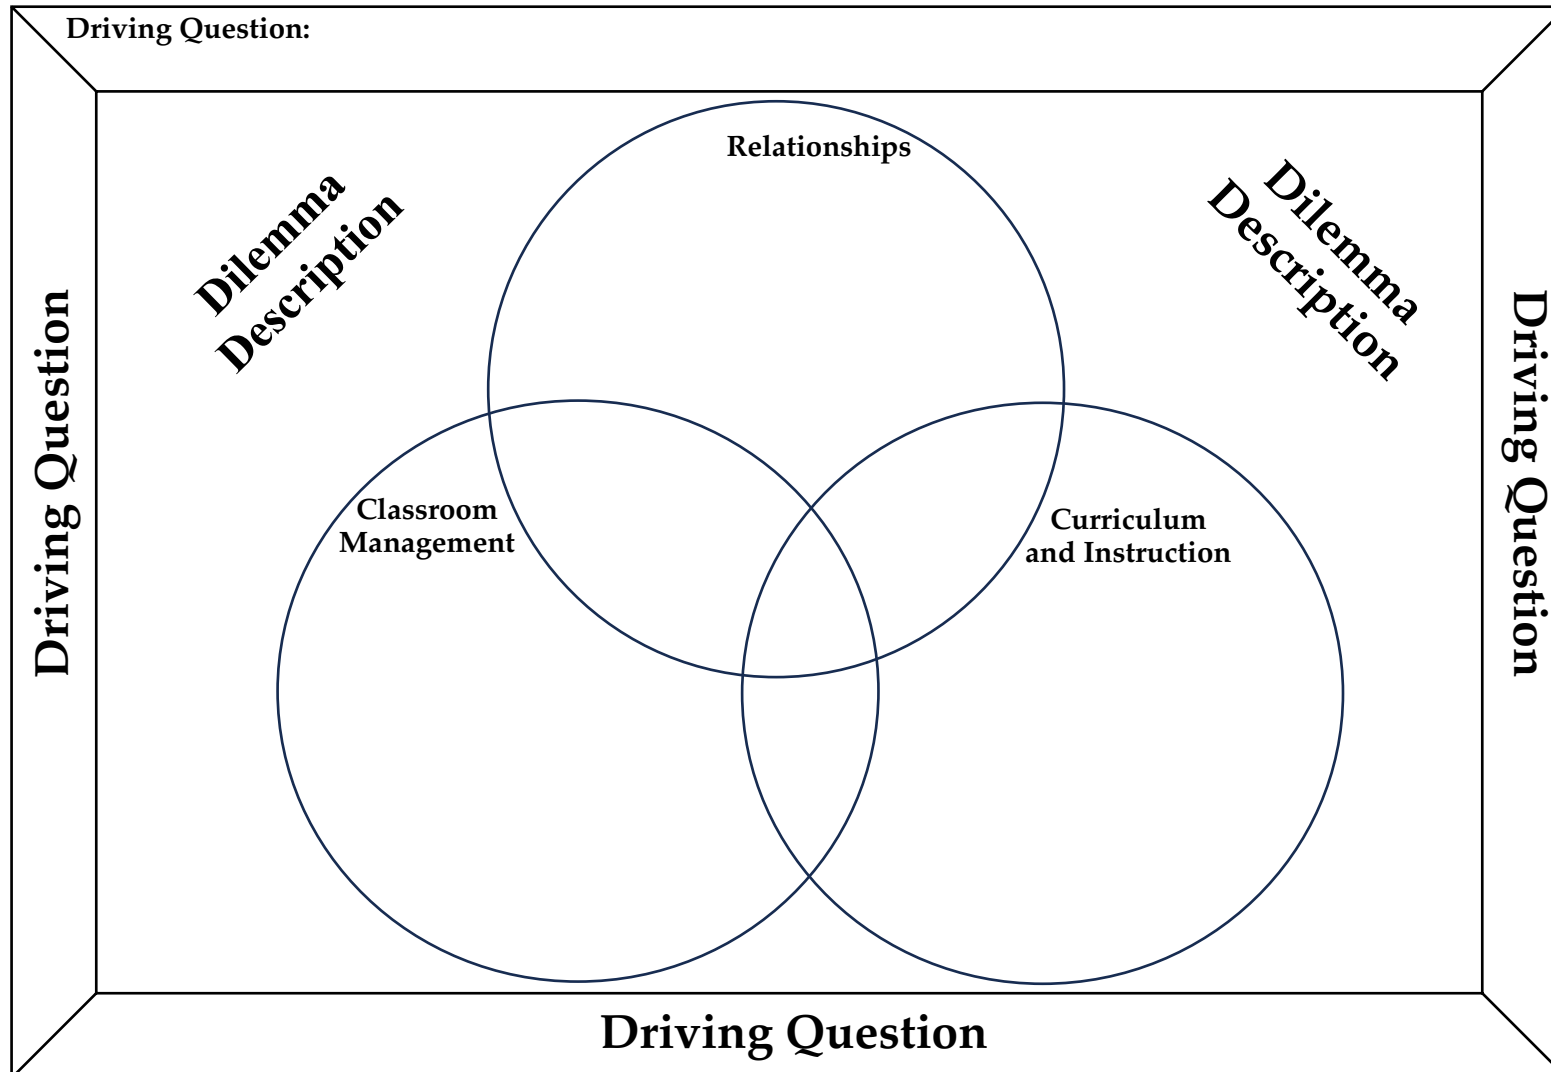 Driving Question:
Relationships
Dilemma
Description
Dilemma
Description
Driving Question
Driving Question
Classroom
Management
Curriculum
and Instruction
Driving Question